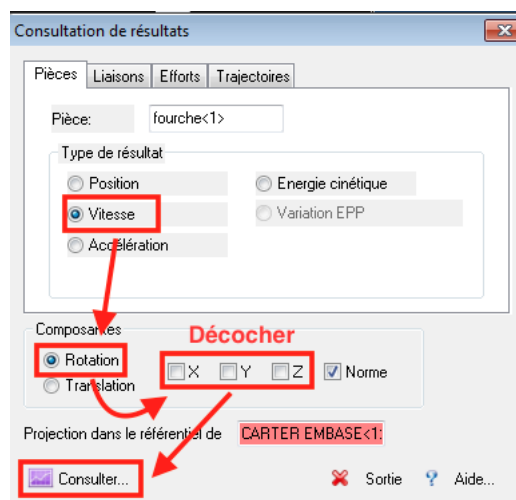 Consultation de résultats
Pièces Liaisons Efforts Trajectoires
Pièce: fourche<1>
Type de résultat
Position Energie cinétique
Vitesse Variation EPP
Accélération
Composantes
Décocher
Rotation X Y Z Norme
Translation
Projection dans le référentiel de CARTER EMBASE<1:
Consulter... Sortie ? Aide...